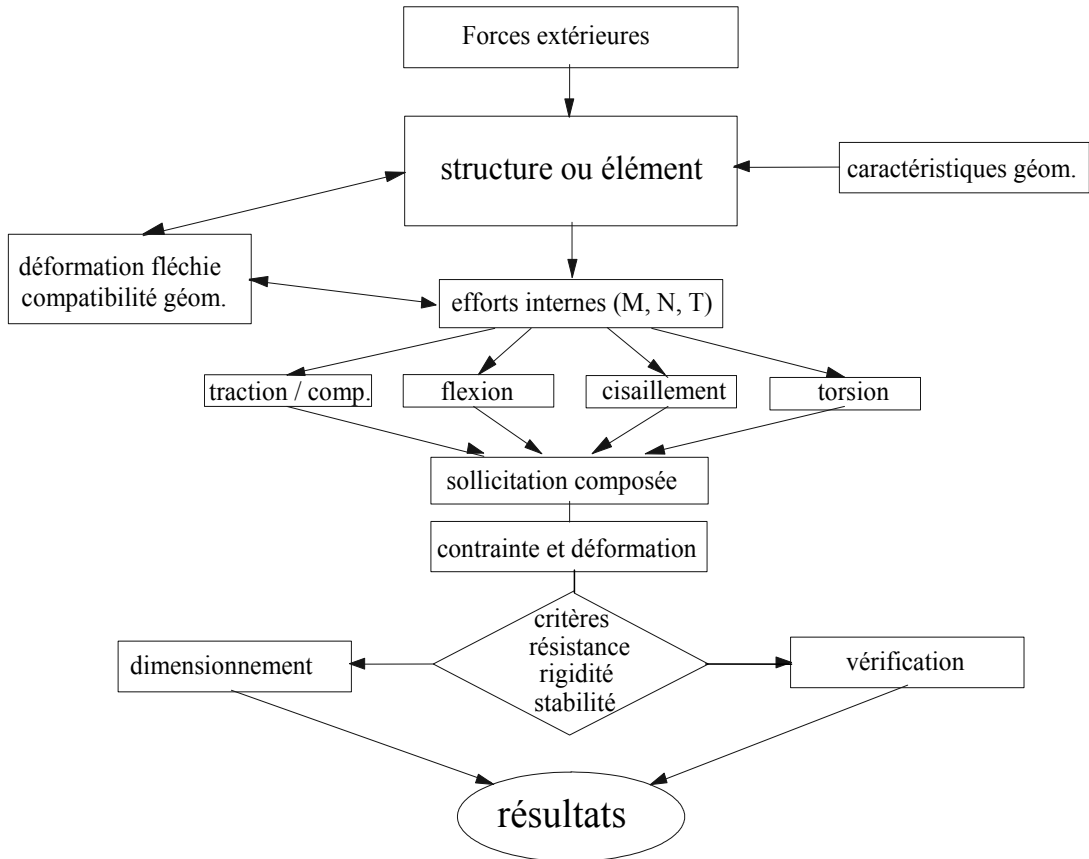 Forces extérieures
structure ou élément
caractéristiques géom.
déformation fléchie
compatibilité géom.
efforts internes (M, N, T)
traction / comp.
flexion
cisaillement
torsion
sollicitation composée
contrainte et déformation
critères
résistance
rigidité
stabilité
dimensionnement
vérification
résultats